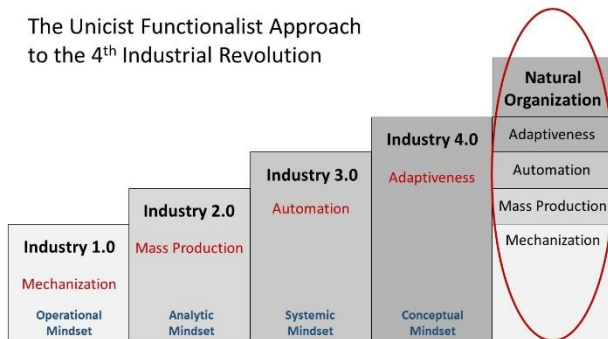 The Unicist Functionalist Approach
to the 4th Industrial Revolution
Industry 1.0
Mechanization
Operational
Mindset
Industry 2.0
Mass Production
Analytic
Mindset
Industry 3.0
Automation
Systemic
Mindset
Industry 4.0
Adaptiveness
Conceptual
Mindset
Natural
Organization
Adaptiveness
Automation
Mass Production
Mechanization